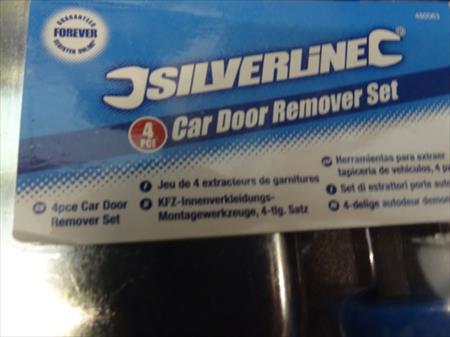 GUARANTEED
FOREVER
REGISTER ONLINE
SILVERLINE
4 PCE
Car Door Remover Set
4pce Car Door
Remover Set
Jeu de 4 extracteurs de garnitures
KFZ-Innenverkleidungs-
Montagewerkzeuge, 4-tlg. Satz
Herramientas para extraer
tapicería de vehículos, 4
Set di estrattori porte
4-delige autodeur